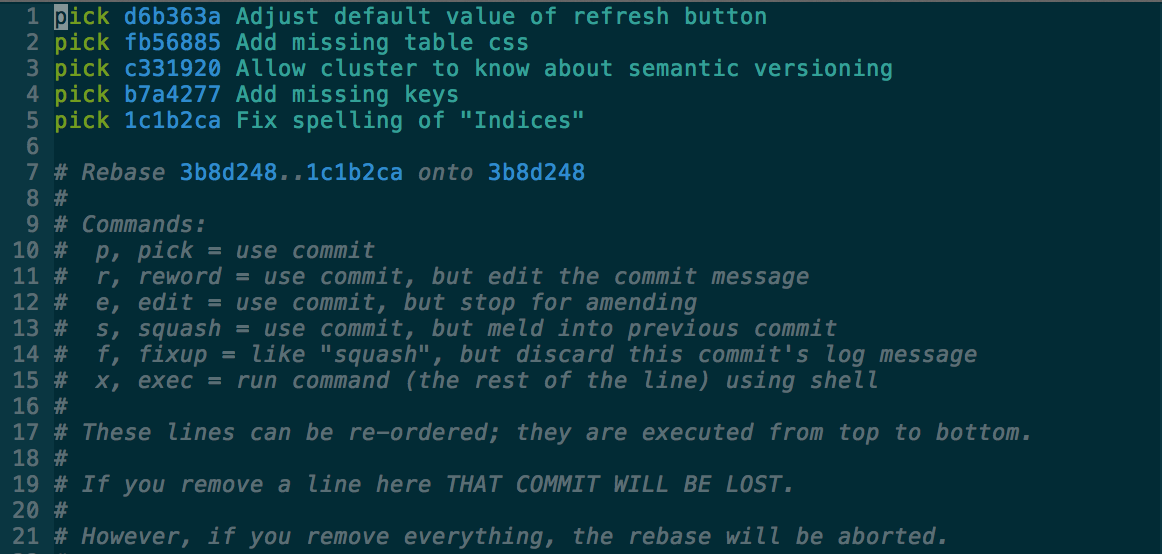 1 pick d6b363a Adjust default value of refresh button
2 pick fb56885 Add missing table css
3 pick c331920 Allow cluster to know about semantic versioning
4 pick b7a4277 Add missing keys
5 pick 1c1b2ca Fix spelling of "Indices"
6
7 # Rebase 3b8d248..1c1b2ca onto 3b8d248
8 #
9 # Commands:
10 #  p, pick = use commit
11 #  r, reword = use commit, but edit the commit message
12 #  e, edit = use commit, but stop for amending
13 #  s, squash = use commit, but meld into previous commit
14 #  f, fixup = like "squash", but discard this commit's log message
15 #  x, exec = run command (the rest of the line) using shell
16 #
17 # These lines can be re-ordered; they are executed from top to bottom.
18 #
19 # If you remove a line here THAT COMMIT WILL BE LOST.
20 #
21 # However, if you remove everything, the rebase will be aborted.